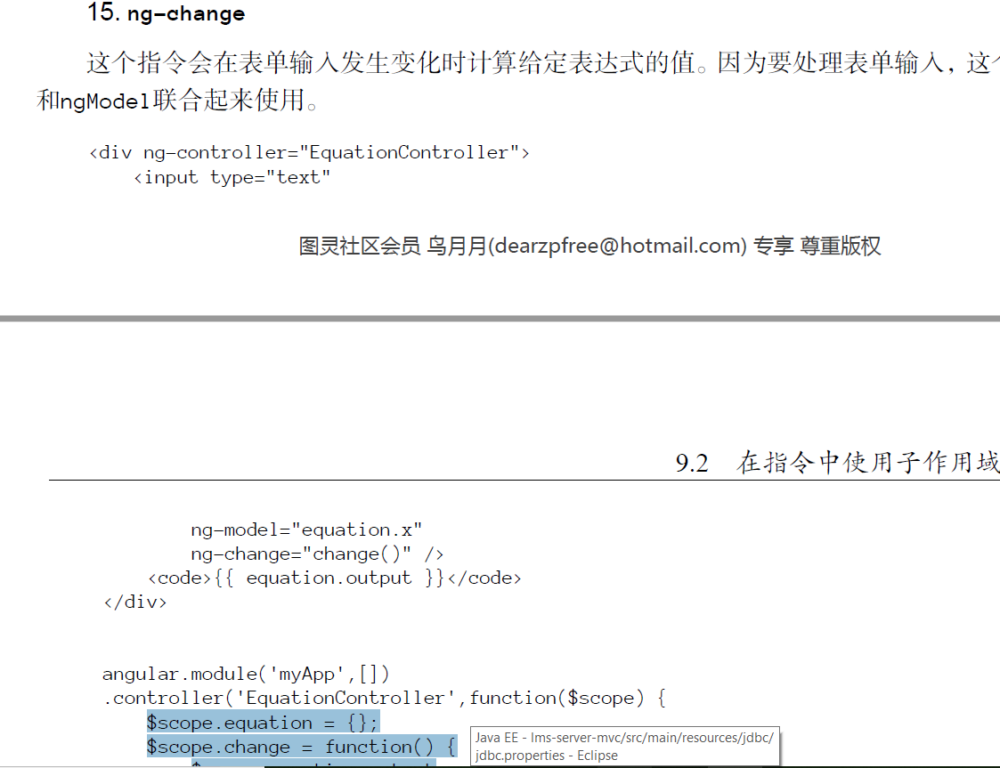 15. ng-change
这个指令会在表单输入发生变化时计算给定表达式的值。因为要处理表单输入，这
和ngModel联合起来使用。
<div ng-controller="EquationController">
<input type="text"
图灵社区会员 鸟月月(dearzpfree@hotmail.com) 专享 尊重版权
9.2 在指令中使用子作用域
ng-model="equation.x"
ng-change="change()" />
<code>{{ equation.output }}</code>
</div>
angular.module('myApp',[])
.controller('EquationController',function($scope) {
$scope.equation = {};
$scope.change = function() {
Java EE - lms-server-mvc/src/main/resources/jdbc/
jdbc.properties - Eclipse